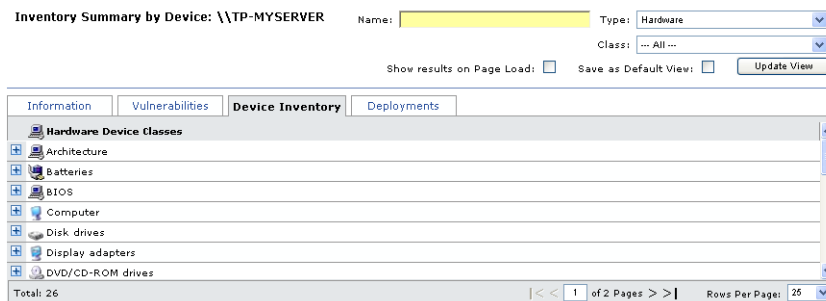 Inventory Summary by Device: \\TP-MYSERVER Name: Type: Hardware
Class: --- All ---
Show results on Page Load: Save as Default View: Update View
Information Vulnerabilities Device Inventory Deployments
Hardware Device Classes
Architecture
Batteries
BIOS
Computer
Disk drives
Display adapters
DVD/CD-ROM drives
Total: 26 |< < 1 of 2 Pages > >| Rows Per Page: 25